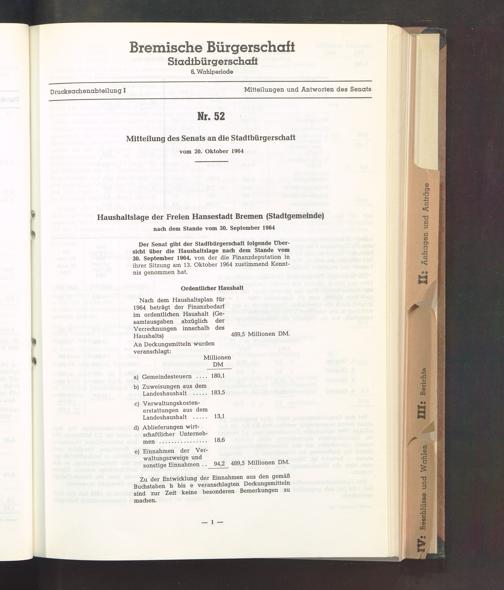 Bremische Bürgerschaft
Stadtbürgerschaft
6. Wahlperiode
Drucksachenabteilung I
Mitteilungen und Antworten des Senats
Nr. 52
Mitteilung des Senats an die Stadtbürgerschaft
vom 20. Oktober 1964
Haushaltslage der Freien Hansestadt Bremen (Stadtgemeinde)
nach dem Stande vom 30. September 1964
Der Senat gibt der Stadtbürgerschaft folgende Über-
sicht über die Haushaltslage nach dem Stande vom
30. September 1964, von der die Finanzdeputation in
ihrer Sitzung am 13. Oktober 1964 zustimmend Kennt-
nis genommen hat.
Ordentlicher Haushalt
Nach dem Haushaltsplan für
1964 beträgt der Finanzbedarf
im ordentlichen Haushalt (Ge-
samtausgaben abzüglich der
Verrechnungen innerhalb des
Haushalts) 489,5 Millionen DM.
An Deckungsmitteln wurden
veranschlagt:
Millionen
DM
a) Gemeindesteuern .... 180,1
b) Zuweisungen aus dem
Landeshaushalt ..... 183,5
c) Verwaltungskosten-
erstattungen aus dem
Landeshaushalt ..... 13,1
d) Ablieferungen wirt-
schaftlicher Unterneh-
men ................ 18,6
e) Einnahmen der Ver-
waltungszweige und
sonstige Einnahmen .. 94,2 489,5 Millionen DM.
Zu der Entwicklung der Einnahmen aus den gemäß
Buchstaben b bis e veranschlagten Deckungsmitteln
sind zur Zeit keine besonderen Bemerkungen zu
machen.
— 1 —
II: Anfragen und Anträge
III: Berichte
IV: Beschlüsse und Wahlen